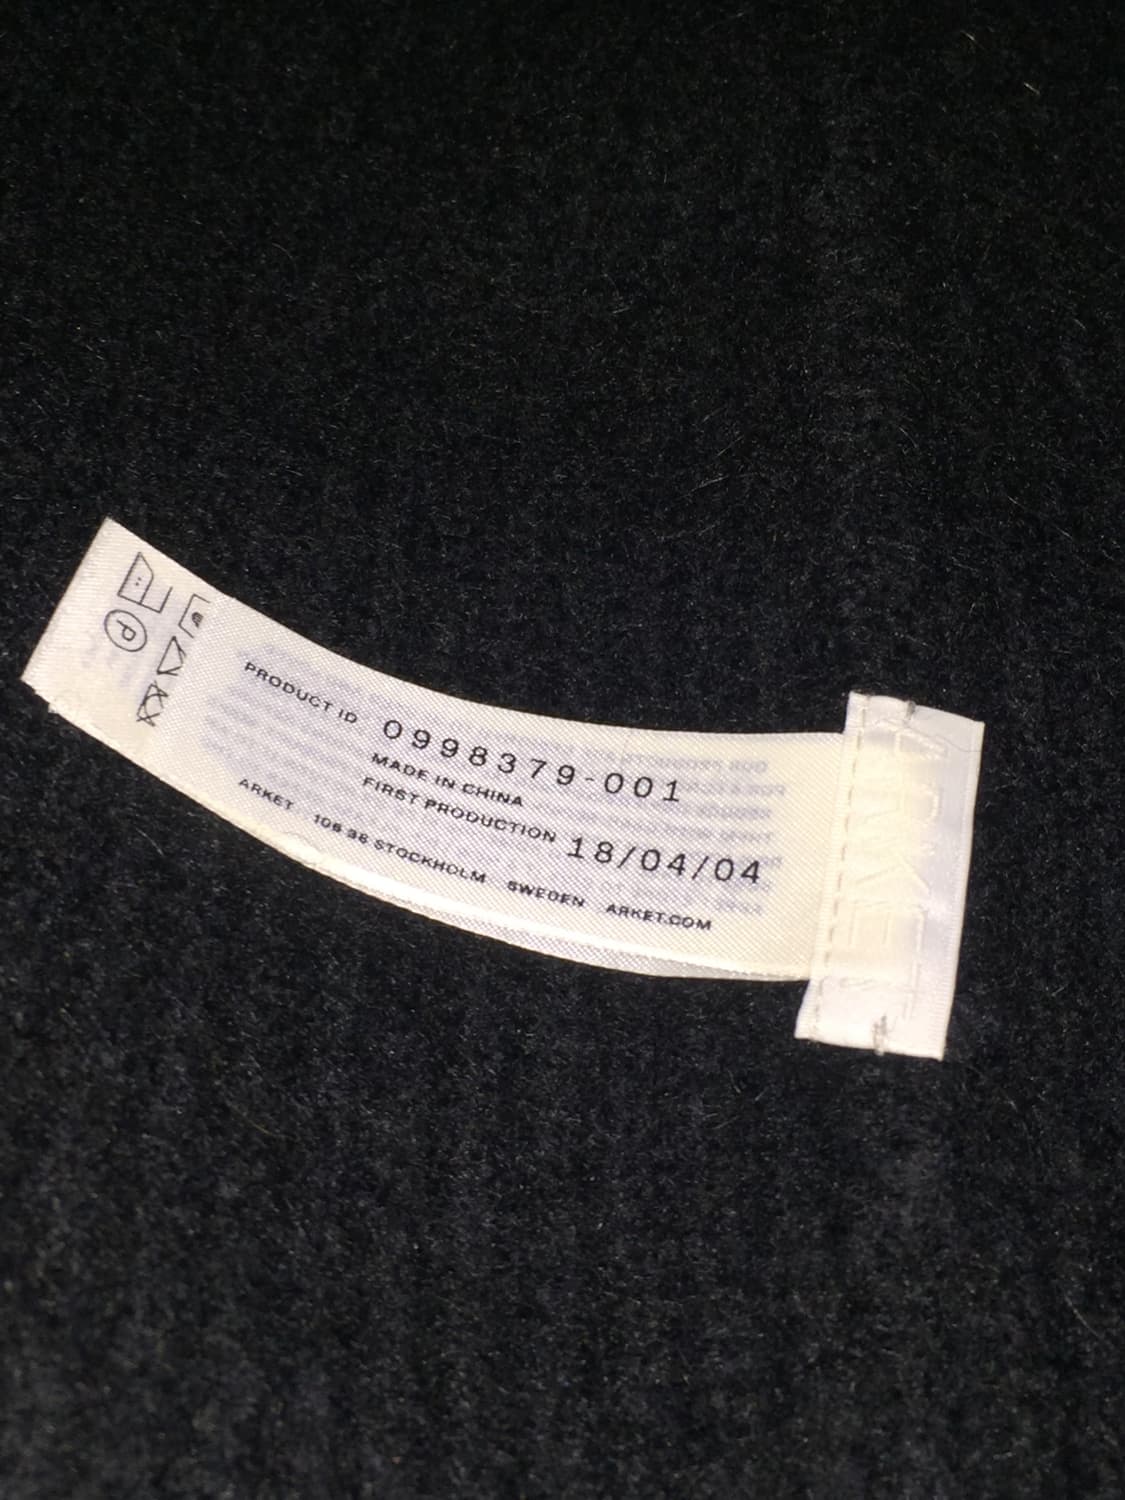 PRODUCT ID 0998379-001
MADE IN CHINA
FIRST PRODUCTION 18/04/04
ARKET 106 38 STOCKHOLM SWEDEN ARKET.COM
ARKET
P